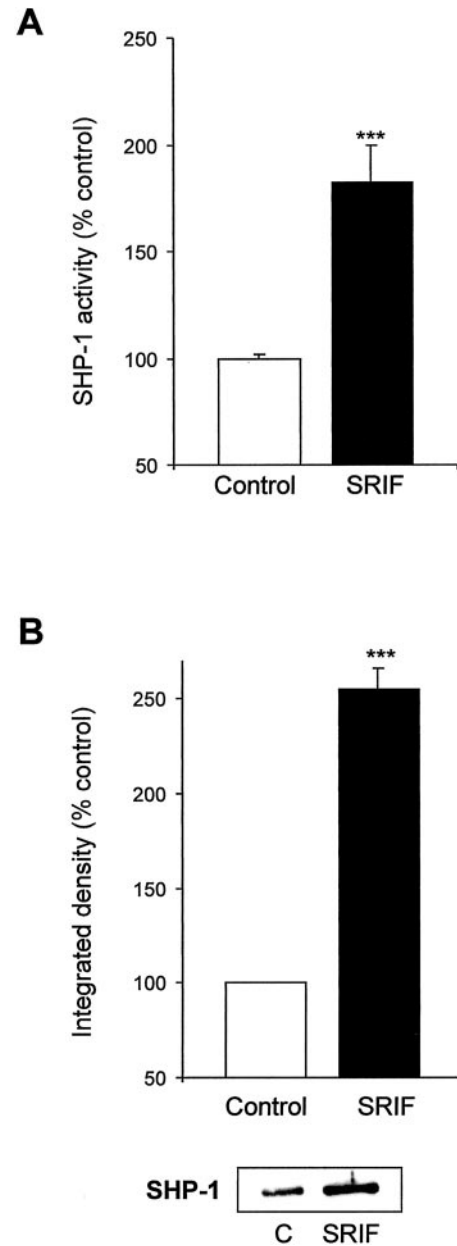 A
SHP-1 activity (% control)
250
200
150
100
50
***
Control SRIF
B
Integrated density (% control)
250
200
150
100
50
***
Control SRIF
SHP-1
C SRIF